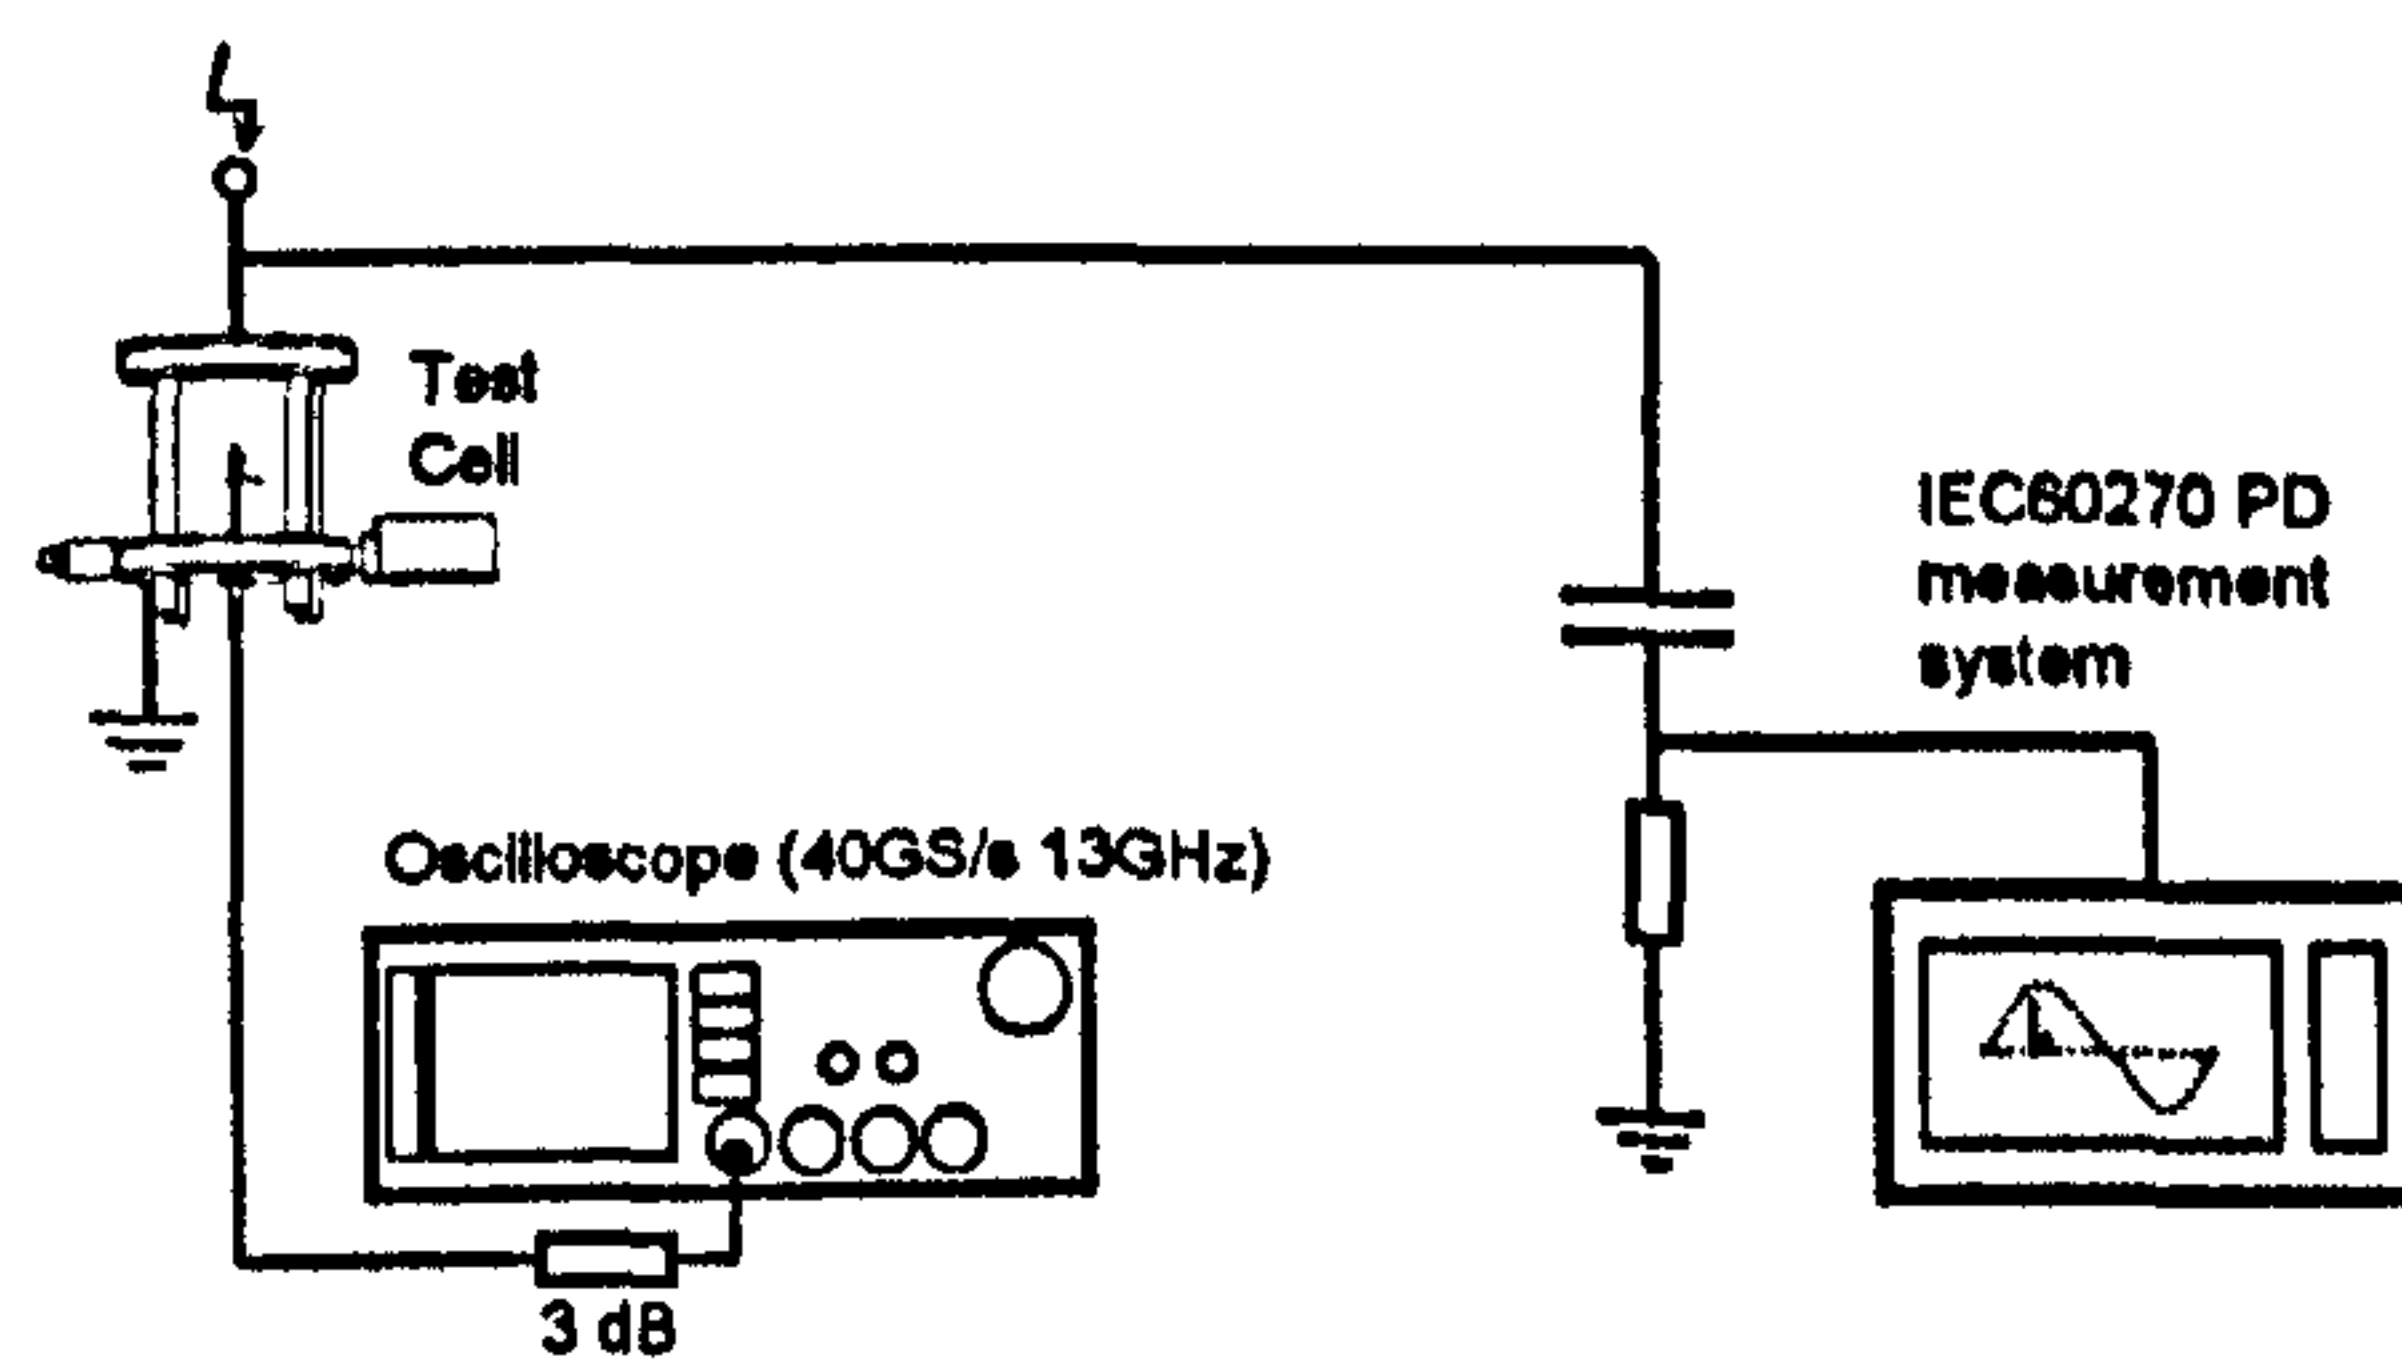 Test
Cell
IEC60270 PD
measurement
system
Oscilloscope (40GS/s 13GHz)
3 dB